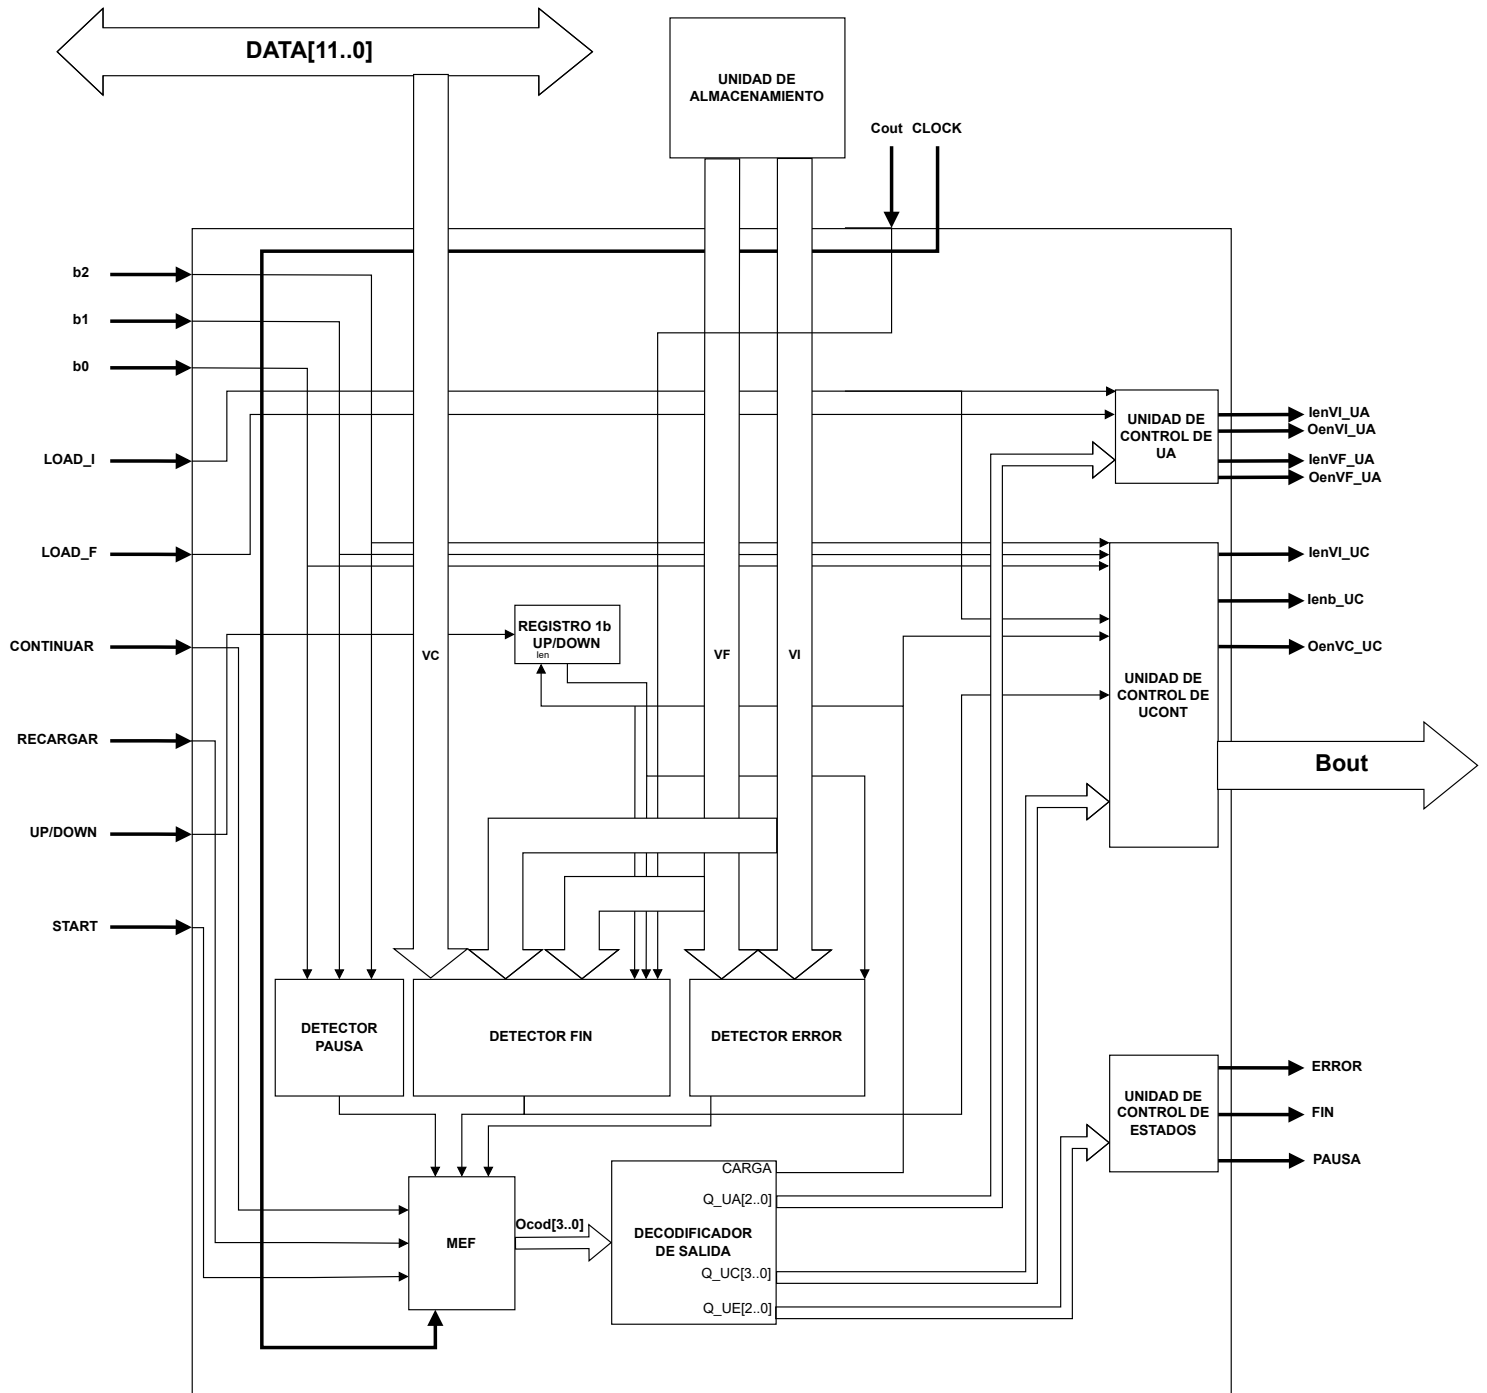 DATA[11..0]
UNIDAD DE
ALMACENAMIENTO
Cout
CLOCK
b2
b1
b0
LOAD_I
LOAD_F
CONTINUAR
RECARGAR
UP/DOWN
START
UNIDAD DE
CONTROL DE
UA
IenVI_UA
OenVI_UA
IenVF_UA
OenVF_UA
REGISTRO 1b
UP/DOWN
Ien
VC
VF
VI
UNIDAD DE
CONTROL DE
UCONT
IenVI_UC
Ienb_UC
OenVC_UC
Bout
DETECTOR
PAUSA
DETECTOR FIN
DETECTOR ERROR
UNIDAD DE
CONTROL DE
ESTADOS
ERROR
FIN
PAUSA
MEF
Ocod[3..0]
DECODIFICADOR
DE SALIDA
CARGA
Q_UA[2..0]
Q_UC[3..0]
Q_UE[2..0]